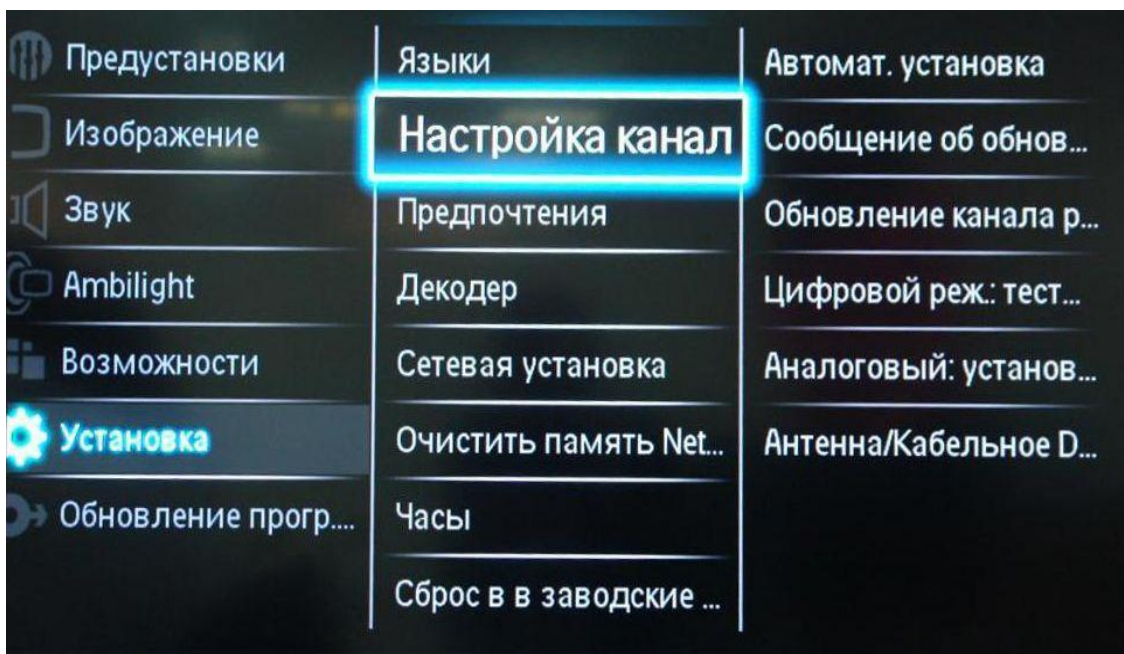 Предустановки
Изображение
Звук
Ambilight
Возможности
Установка
Обновление прогр....
Языки
Настройка канал
Предпочтения
Декодер
Сетевая установка
Очистить память Net...
Часы
Сброс в в заводские ...
Автомат. установка
Сообщение об обнов...
Обновление канала р...
Цифровой реж.: тест...
Аналоговый: установ...
Антенна/Кабельное D...